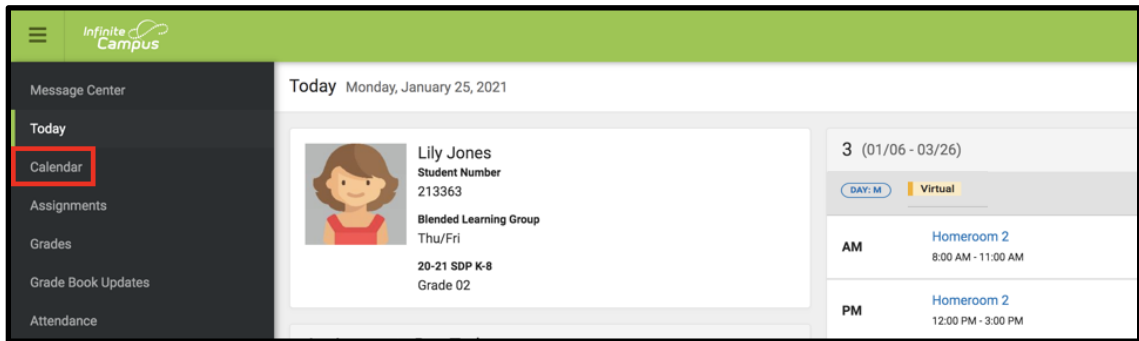 Infinite
Campus
Message Center
Today
Calendar
Assignments
Grades
Grade Book Updates
Attendance
Today Monday, January 25, 2021
Lily Jones
Student Number
213363
Blended Learning Group
Thu/Fri
20-21 SDP K-8
Grade 02
3 (01/06 - 03/26)
DAY: M Virtual
AM Homeroom 2
8:00 AM - 11:00 AM
PM Homeroom 2
12:00 PM - 3:00 PM